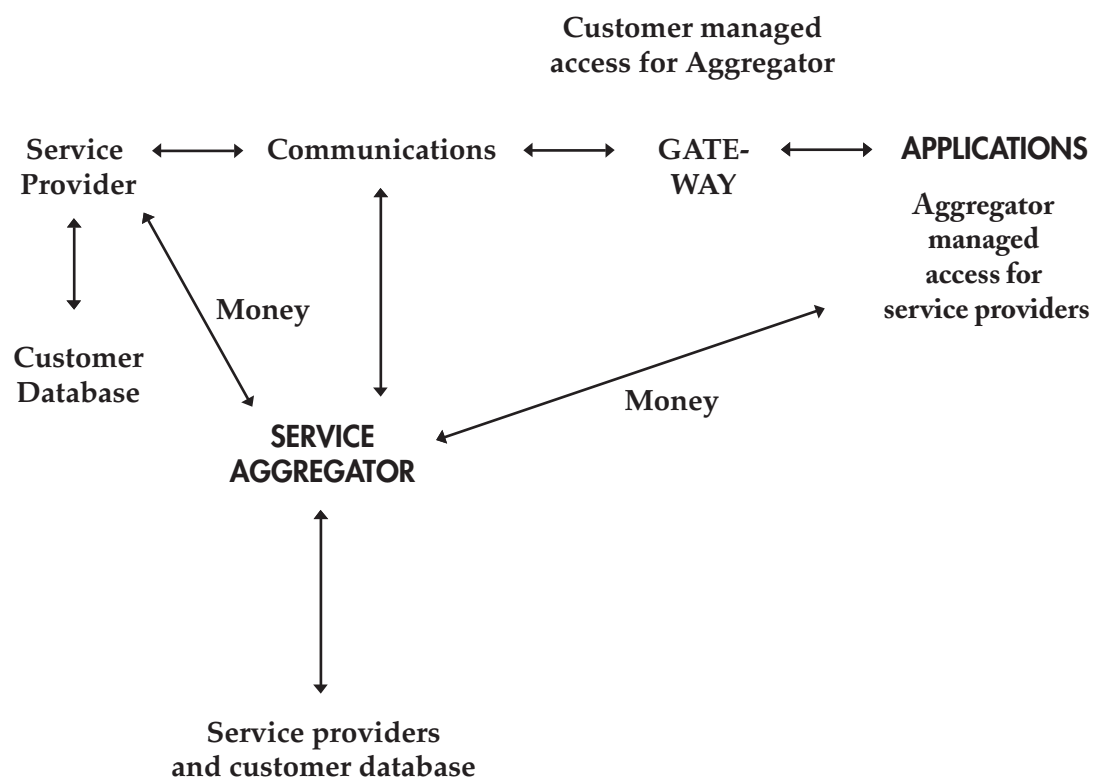 Customer managed
access for Aggregator
Service
Provider
Communications
GATE-
WAY
APPLICATIONS
Aggregator
managed
access for
service providers
Money
Customer
Database
Money
SERVICE
AGGREGATOR
Service providers
and customer database